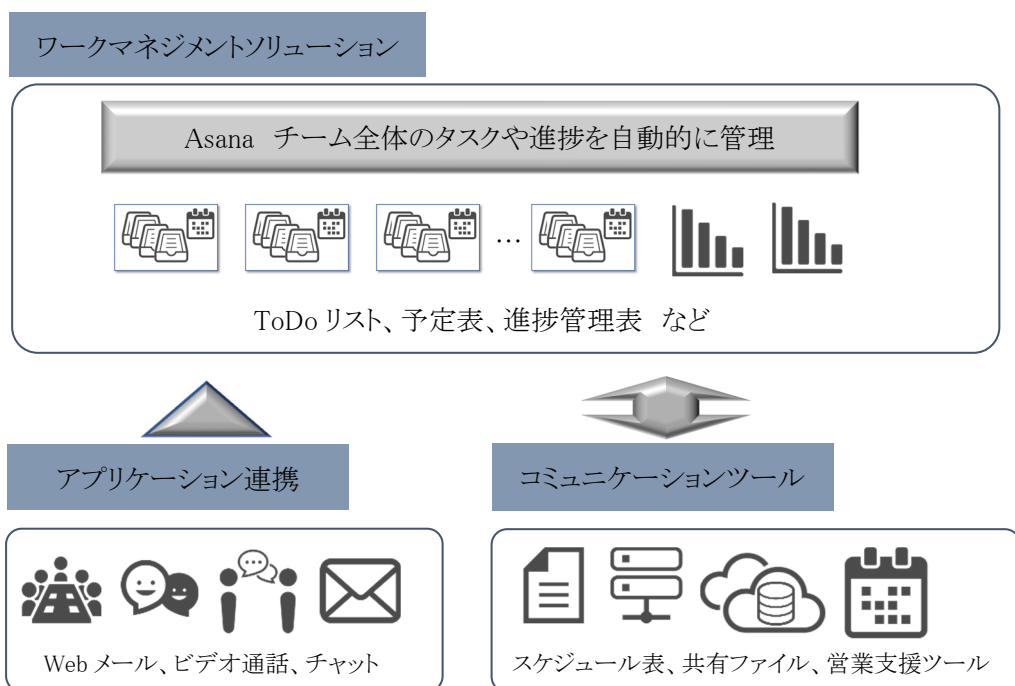 ワークマネジメントソリューション
Asana チーム全体のタスクや進捗を自動的に管理
…
ToDo リスト、予定表、進捗管理表 など
アプリケーション連携
コミュニケーションツール
Web メール、ビデオ通話、チャット
スケジュール表、共有ファイル、営業支援ツール